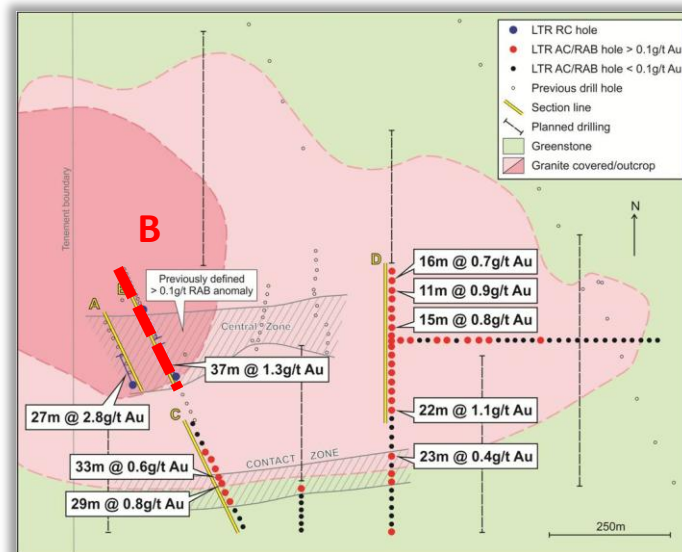 LTR RC hole
LTR AC/RAB hole > 0.1g/t Au
LTR AC/RAB hole < 0.1g/t Au
Previous drill hole
Section line
Planned drilling
Greenstone
Granite covered/outcrop
Tenement boundary
N
B
D
16m @ 0.7g/t Au
Previously defined
> 0.1g/t RAB anomaly
A
11m @ 0.9g/t Au
15m @ 0.8g/t Au
Central Zone
37m @ 1.3g/t Au
27m @ 2.8g/t Au
C
22m @ 1.1g/t Au
33m @ 0.6g/t Au
CONTACT ZONE
23m @ 0.4g/t Au
29m @ 0.8g/t Au
250m